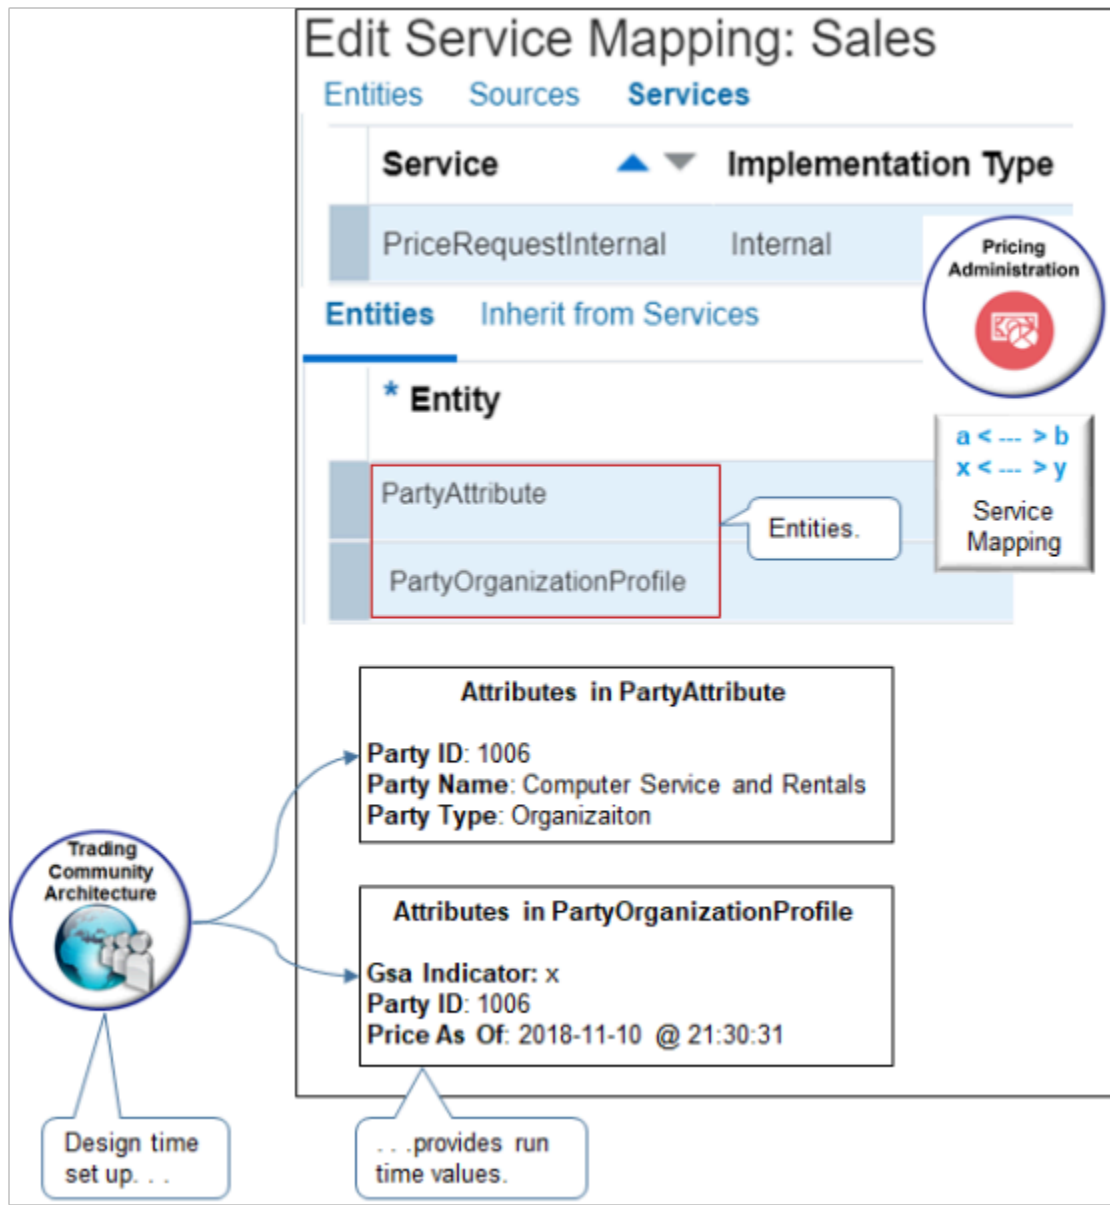 Edit Service Mapping: Sales
Entities Sources Services
Service Implementation Type
PriceRequestInternal Internal
Pricing
Administration
Entities Inherit from Services
* Entity
a < --- > b
x < --- > y
Service
Mapping
PartyAttribute
Entities.
PartyOrganizationProfile
Attributes in PartyAttribute
Party ID: 1006
Party Name: Computer Service and Rentals
Party Type: Organizaiton
Trading
Community
Architecture
Attributes in PartyOrganizationProfile
Gsa Indicator: x
Party ID: 1006
Price As Of: 2018-11-10 @ 21:30:31
Design time
set up. . .
. . .provides run
time values.